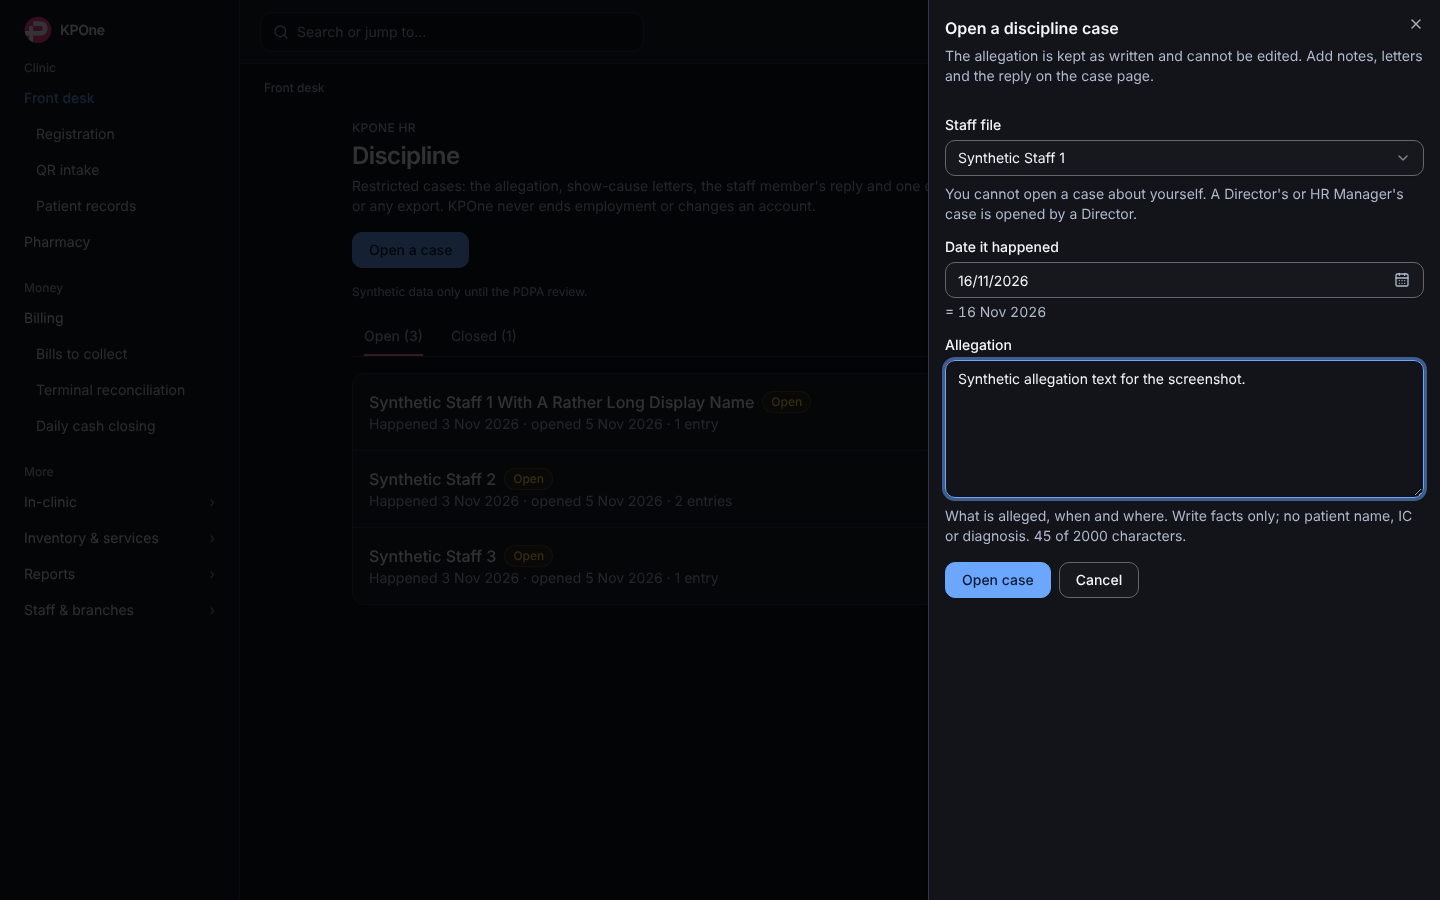 KPOne
Clinic
Front desk
Registration
QR intake
Patient records
Pharmacy
Money
Billing
Bills to collect
Terminal reconciliation
Daily cash closing
More
In-clinic
Inventory & services
Reports
Staff & branches
Search or jump to...
Front desk
KPONE HR
Discipline
Restricted cases: the allegation, show-cause letters, the staff member's reply and one
or any export. KPOne never ends employment or changes an account.
Open a case
Synthetic data only until the PDPA review.
Open (3) Closed (1)
Synthetic Staff 1 With A Rather Long Display Name Open
Happened 3 Nov 2026 · opened 5 Nov 2026 · 1 entry
Synthetic Staff 2 Open
Happened 3 Nov 2026 · opened 5 Nov 2026 · 2 entries
Synthetic Staff 3 Open
Happened 3 Nov 2026 · opened 5 Nov 2026 · 1 entry
Open a discipline case
The allegation is kept as written and cannot be edited. Add notes, letters
and the reply on the case page.
Staff file
Synthetic Staff 1
You cannot open a case about yourself. A Director's or HR Manager's
case is opened by a Director.
Date it happened
16/11/2026
= 16 Nov 2026
Allegation
Synthetic allegation text for the screenshot.
What is alleged, when and where. Write facts only; no patient name, IC
or diagnosis. 45 of 2000 characters.
Open case Cancel